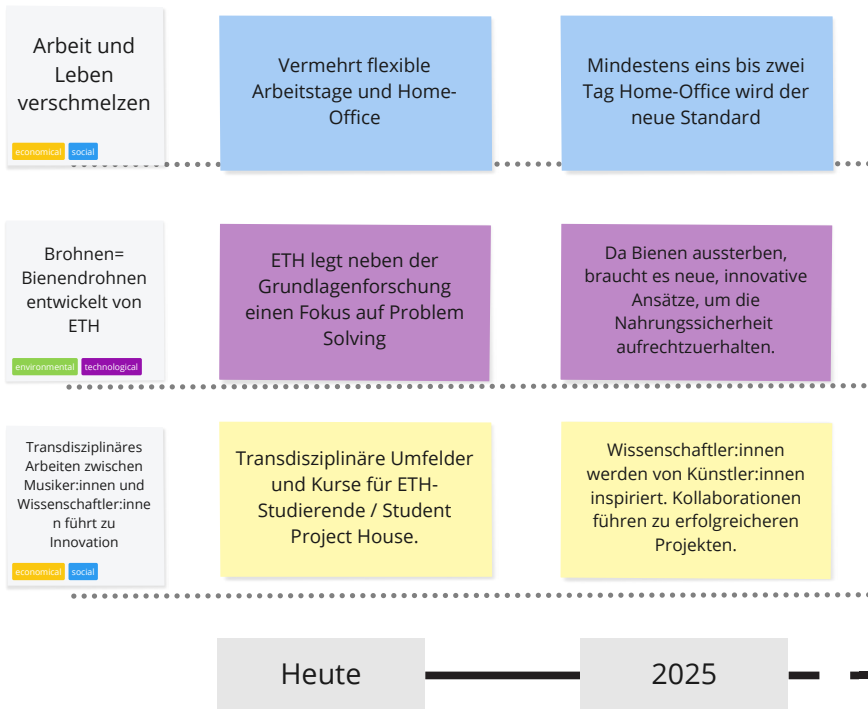 Arbeit und
Leben
verschmelzen
economical social
Vermehrt flexible
Arbeitstage und Home-
Office
Mindestens eins bis zwei
Tag Home-Office wird der
neue Standard
Brohnen=
Bienendrohnen
entwickelt von
ETH
environmental technological
ETH legt neben der
Grundlagenforschung
einen Fokus auf Problem
Solving
Da Bienen aussterben,
braucht es neue, innovative
Ansätze, um die
Nahrungssicherheit
aufrechtzuerhalten.
Transdisziplinäres
Arbeiten zwischen
Musiker:innen und
Wissenschaftler:inne
n führt zu
Innovation
economical social
Transdisziplinäre Umfelder
und Kurse für ETH-
Studierende / Student
Project House.
Wissenschaftler:innen
werden von Künstler:innen
inspiriert. Kollaborationen
führen zu erfolgreicheren
Projekten.
Heute
2025